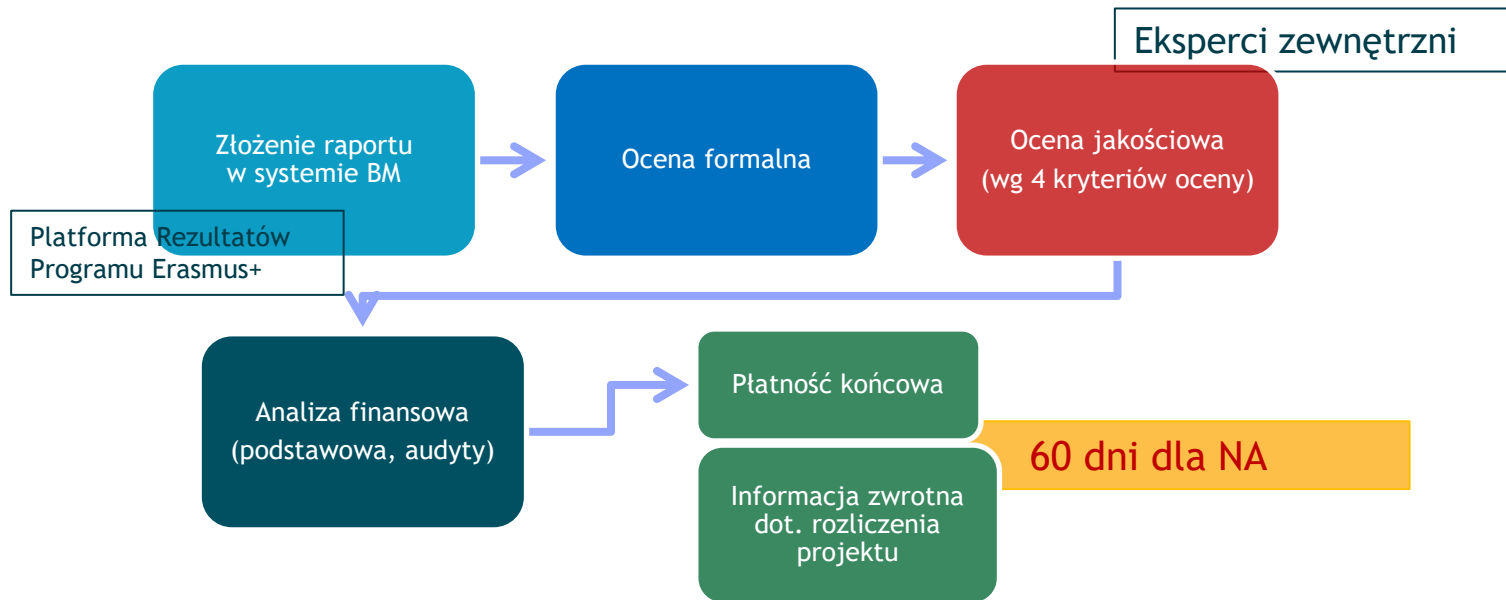 Eksperci zewnętrzni
Złożenie raportu
w systemie BM
Ocena formalna
Ocena jakościowa
(wg 4 kryteriów oceny)
Platforma Rezultatów
Programu Erasmus+
Analiza finansowa
(podstawowa, audyty)
Płatność końcowa
60 dni dla NA
Informacja zwrotna
dot. rozliczenia
projektu